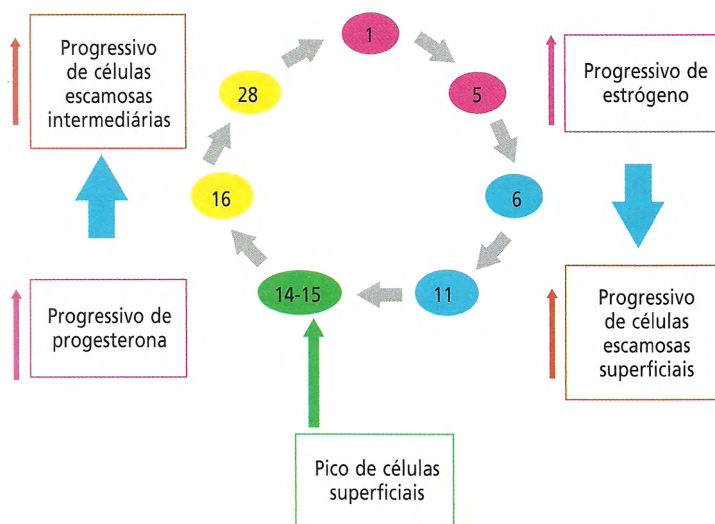 Progressivo
de células
escamosas
intermediárias
1
28
5
Progressivo de
estrógeno
16
6
14-15
11
Progressivo de
progesterona
Progressivo
de células
escamosas
superficiais
Pico de células
superficiais